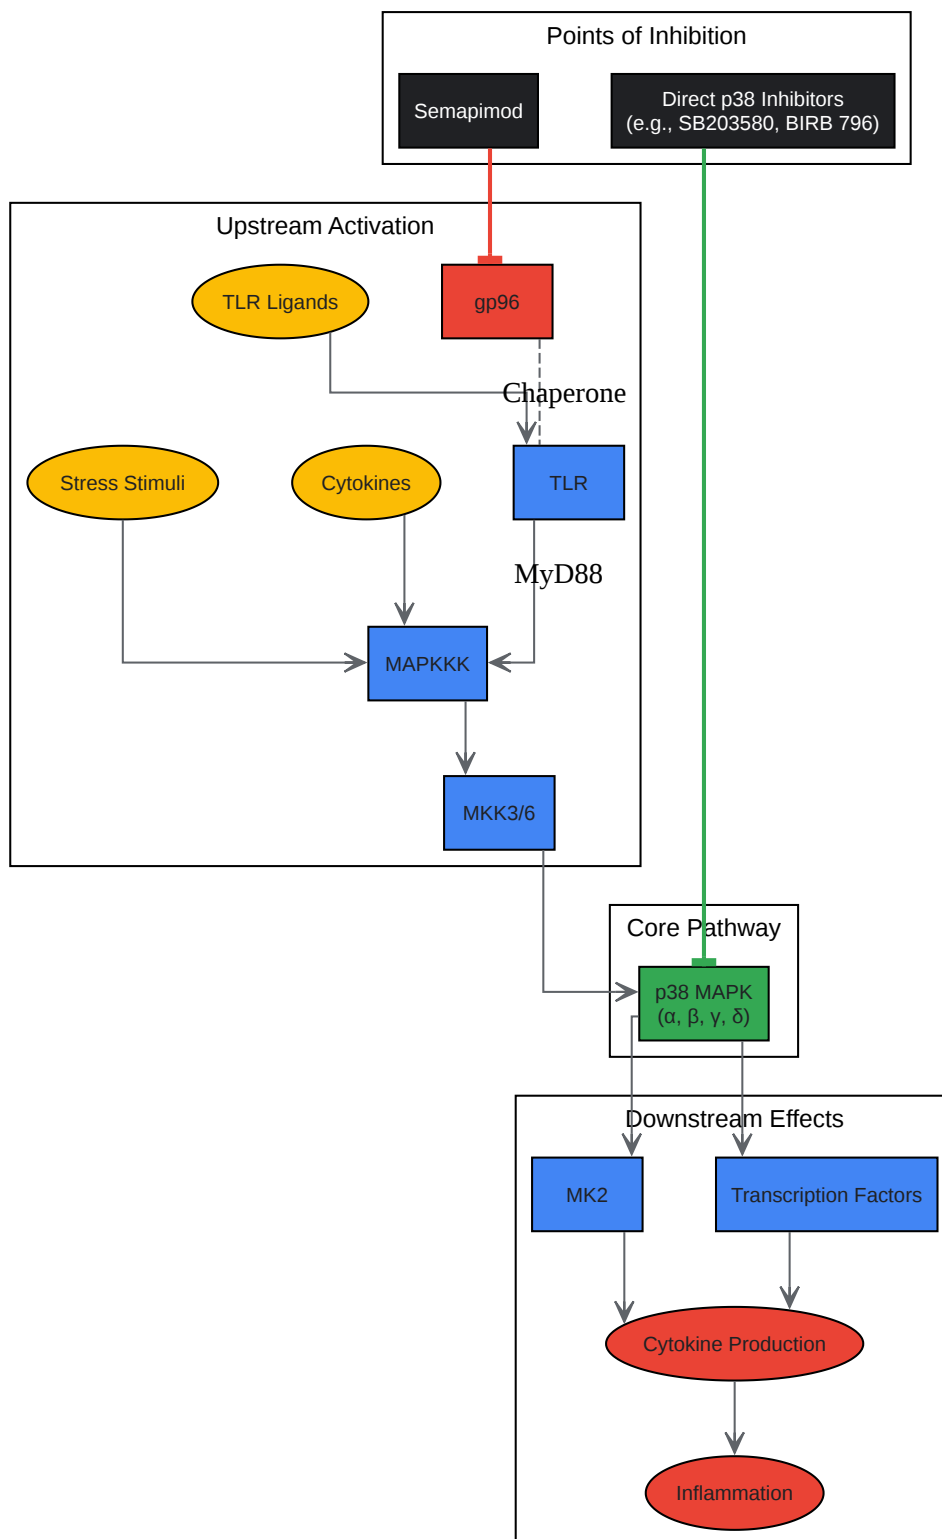 Points of Inhibition
Semapimod
Direct p38 Inhibitors
(e.g., SB203580, BIRB 796)
Upstream Activation
TLR Ligands
gp96
Chaperone
Stress Stimuli
Cytokines
TLR
MyD88
MAPKKK
MKK3/6
Core Pathway
p38 MAPK
(α, β, γ, δ)
Downstream Effects
MK2
Transcription Factors
Cytokine Production
Inflammation